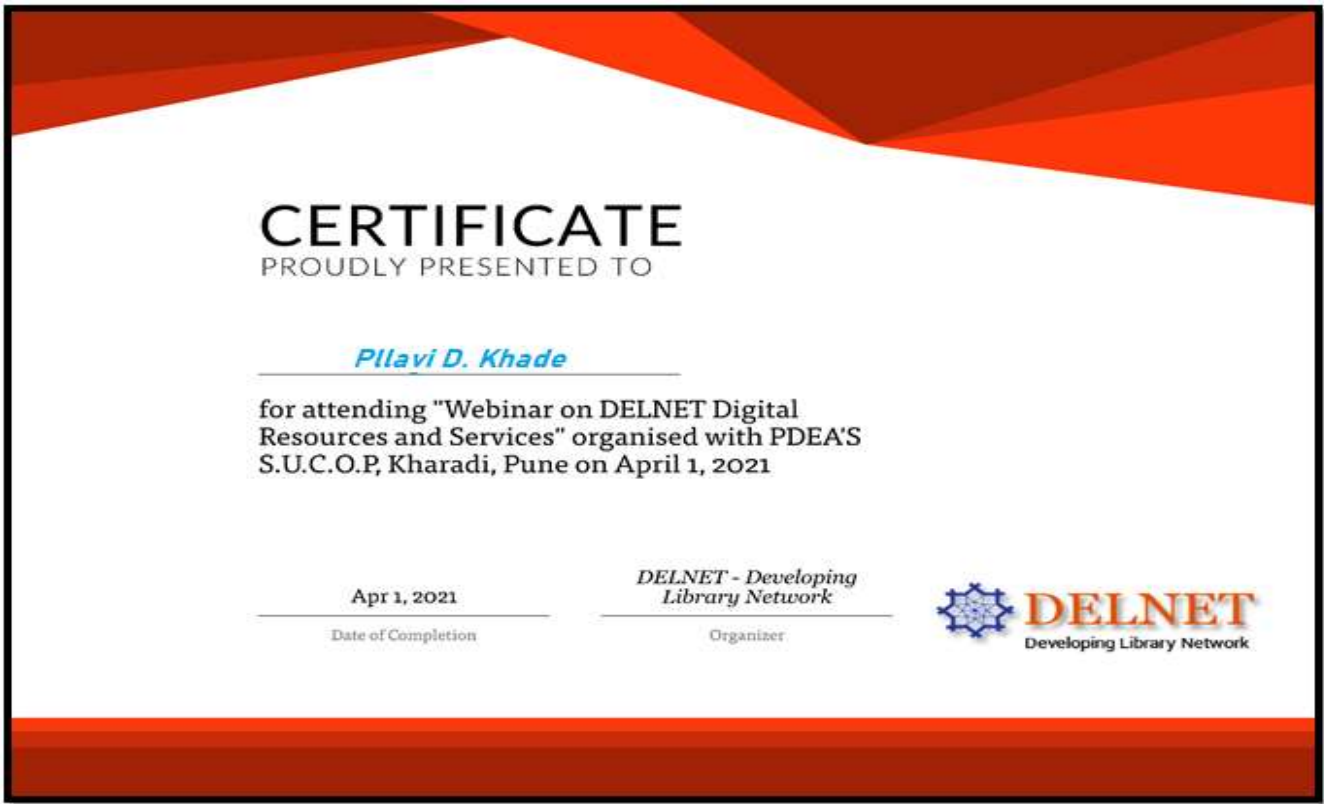 CERTIFICATE
PROUDLY PRESENTED TO
Pllavi D. Khade
for attending "Webinar on DELNET Digital
Resources and Services" organised with PDEA'S
S.U.C.O.P, Kharadi, Pune on April 1, 2021
Apr 1, 2021
Date of Completion
DELNET - Developing
Library Network
Organizer
DELNET
Developing Library Network